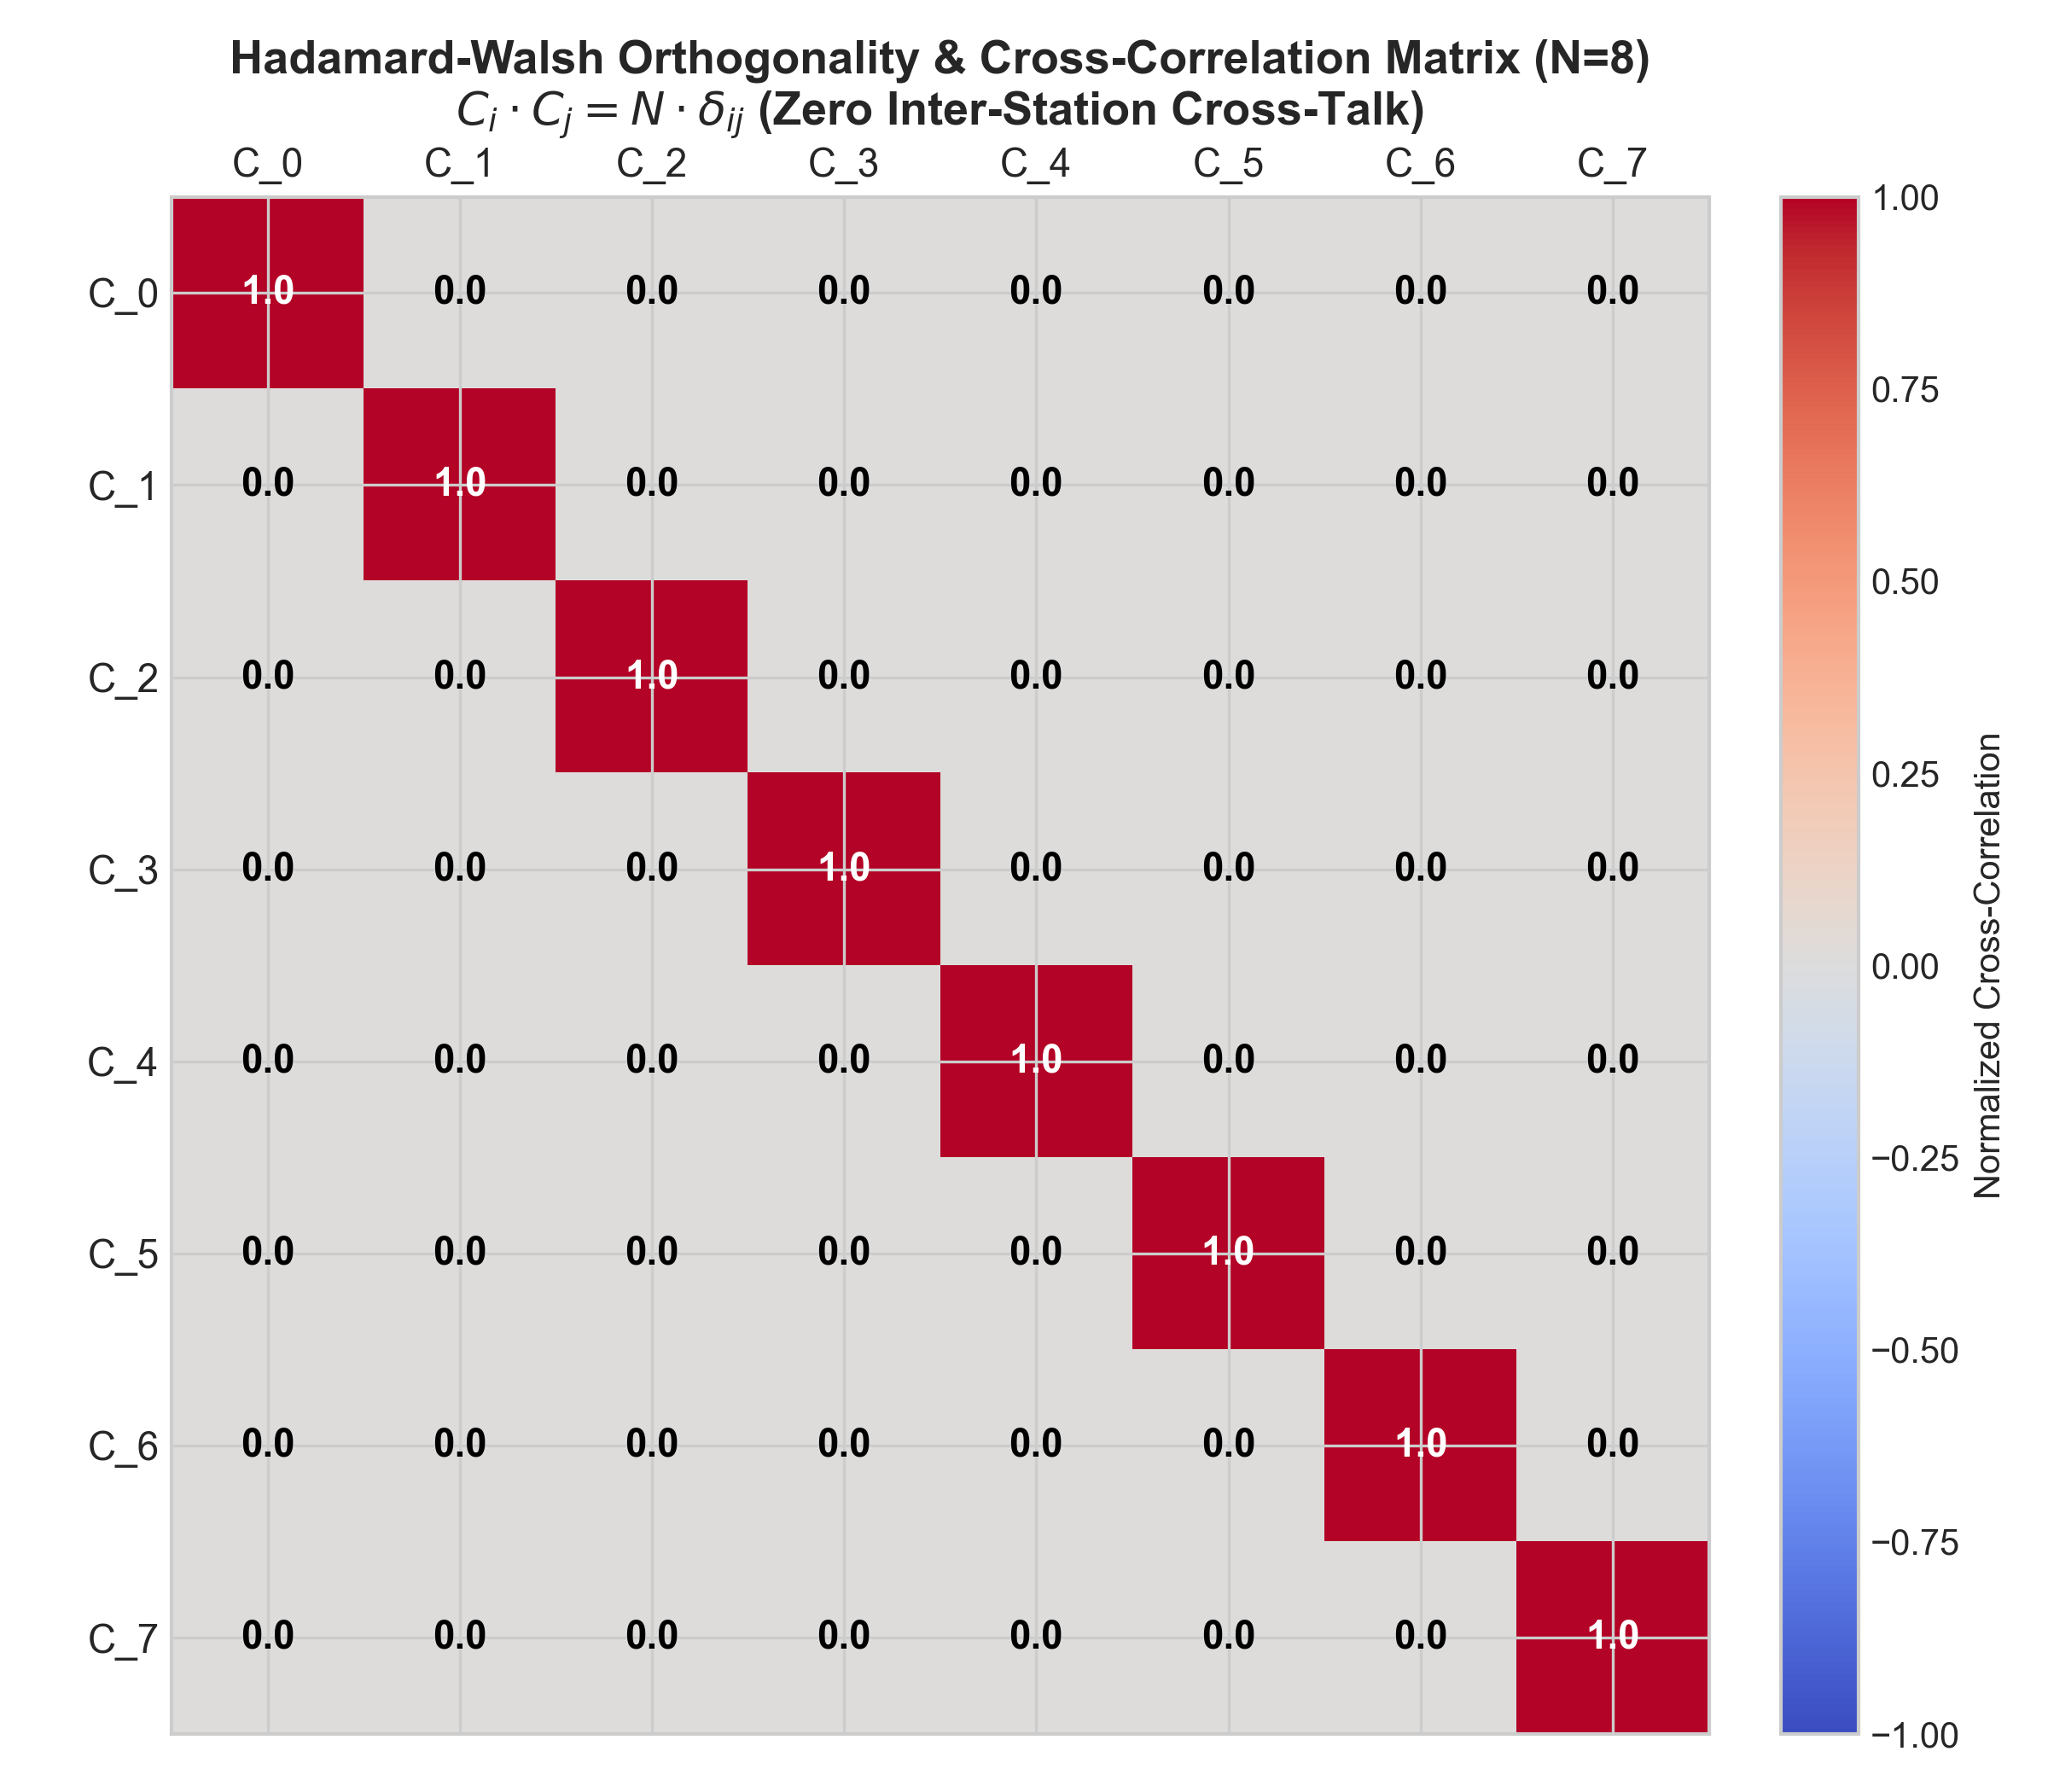 Hadamard-Walsh Orthogonality & Cross-Correlation Matrix (N=8)
$C_i \cdot C_j = N \cdot \delta_{ij}$ (Zero Inter-Station Cross-Talk)
C_0 C_1 C_2 C_3 C_4 C_5 C_6 C_7
C_0 1.0 0.0 0.0 0.0 0.0 0.0 0.0 0.0
C_1 0.0 1.0 0.0 0.0 0.0 0.0 0.0 0.0
C_2 0.0 0.0 1.0 0.0 0.0 0.0 0.0 0.0
C_3 0.0 0.0 0.0 1.0 0.0 0.0 0.0 0.0
C_4 0.0 0.0 0.0 0.0 1.0 0.0 0.0 0.0
C_5 0.0 0.0 0.0 0.0 0.0 1.0 0.0 0.0
C_6 0.0 0.0 0.0 0.0 0.0 0.0 1.0 0.0
C_7 0.0 0.0 0.0 0.0 0.0 0.0 0.0 1.0
1.00
0.75
0.50
0.25
0.00
−0.25
−0.50
−0.75
−1.00
Normalized Cross-Correlation